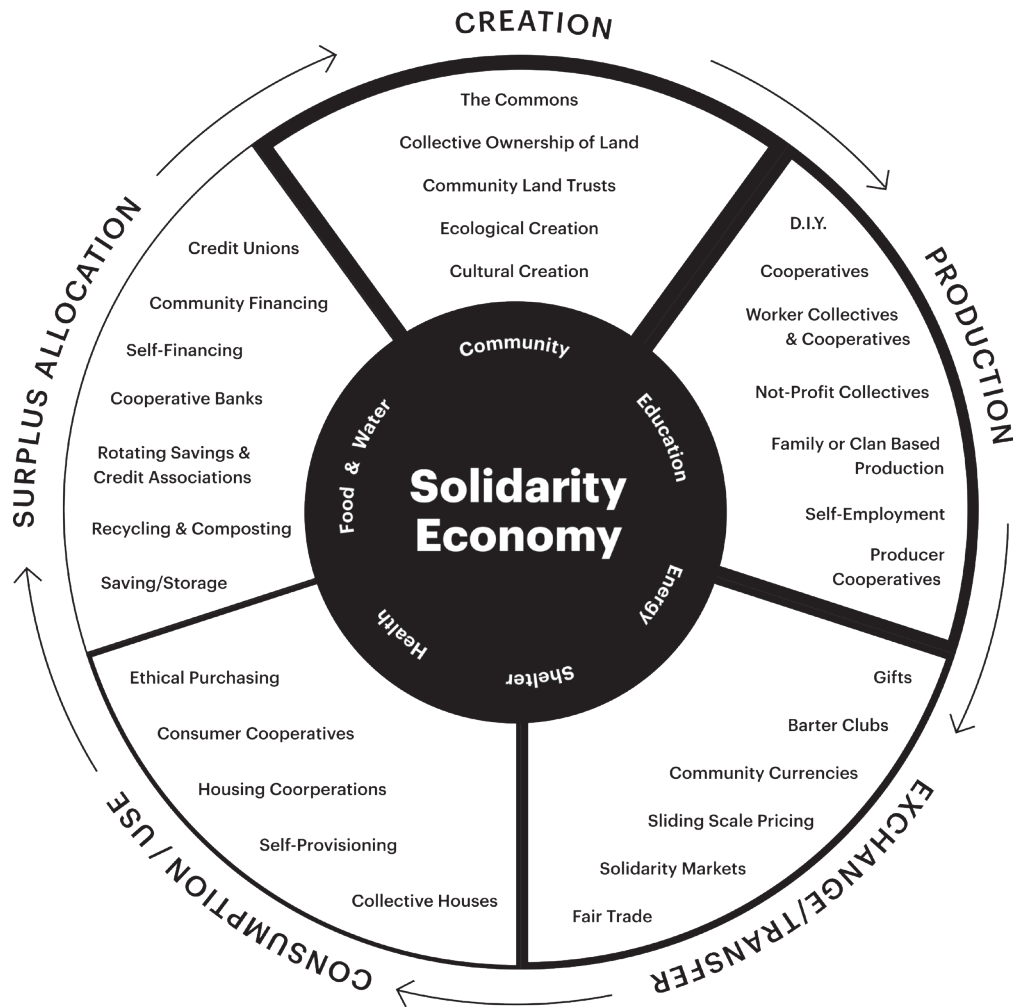 CREATION
The Commons
Collective Ownership of Land
Community Land Trusts
Ecological Creation
Cultural Creation
PRODUCTION
D.I.Y.
Cooperatives
Worker Collectives
& Cooperatives
Not-Profit Collectives
Family or Clan Based
Production
Self-Employment
Producer
Cooperatives
EXCHANGE/TRANSFER
Gifts
Barter Clubs
Community Currencies
Sliding Scale Pricing
Solidarity Markets
Fair Trade
CONSUMPTION / USE
Ethical Purchasing
Consumer Cooperatives
Housing Coorperations
Self-Provisioning
Collective Houses
SURPLUS ALLOCATION
Credit Unions
Community Financing
Self-Financing
Cooperative Banks
Rotating Savings &
Credit Associations
Recycling & Composting
Saving/Storage
Community
Education
Energy
Shelter
Health
Food & Water
Solidarity
Economy